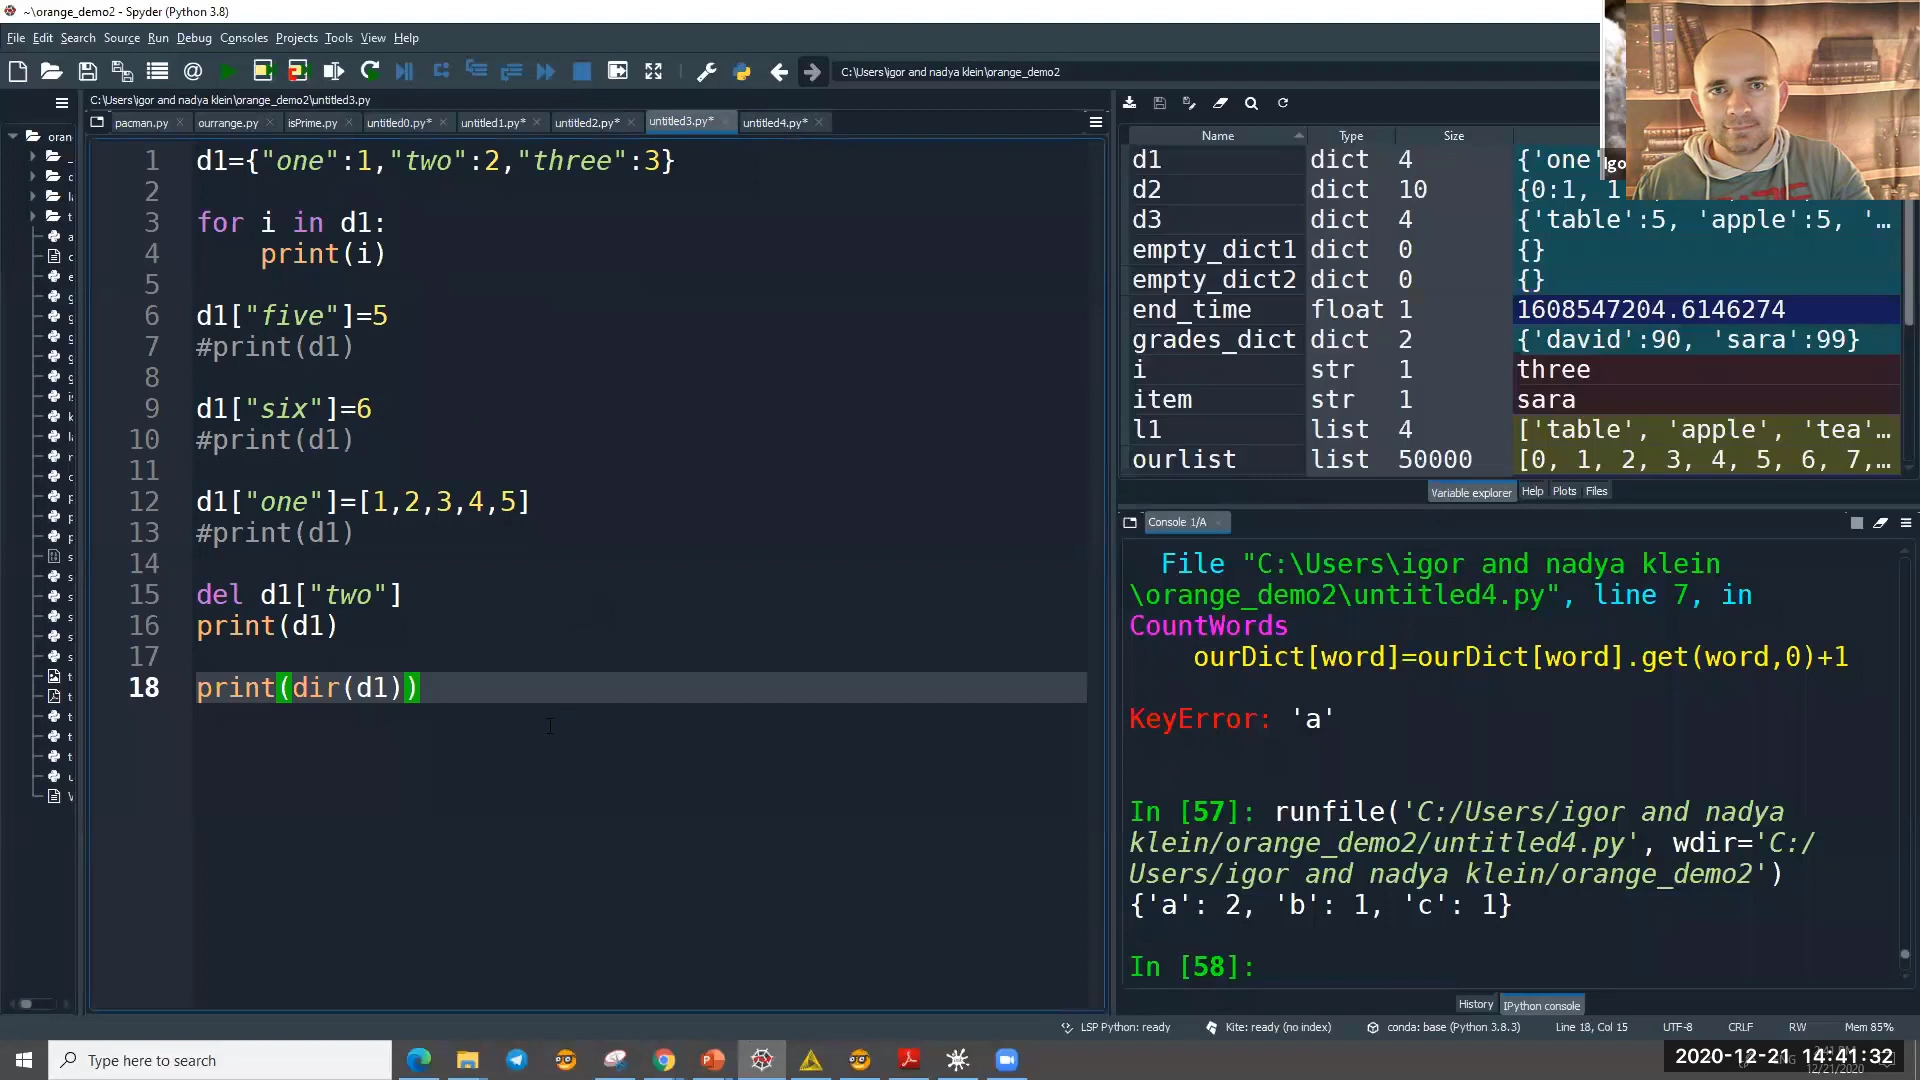 ~\orange_demo2 - Spyder (Python 3.8)
File Edit Search Source Run Debug Consoles Projects Tools View Help
C:\Users\igor and nadya klein\orange_demo2
C:\Users\igor and nadya klein\orange_demo2\untitled3.py
pacman.py ourrange.py isPrime.py untitled0.py* untitled1.py* untitled2.py* untitled3.py* untitled4.py*
oran
1 d1={"one":1,"two":2,"three":3}
2
3 for i in d1:
4 print(i)
5
6 d1["five"]=5
7 #print(d1)
8
9 d1["six"]=6
10 #print(d1)
11
12 d1["one"]=[1,2,3,4,5]
13 #print(d1)
14
15 del d1["two"]
16 print(d1)
17
18 print(dir(d1))
Name Type Size
d1 dict 4 {'one'
d2 dict 10 {0:1, 1
d3 dict 4 {'table':5, 'apple':5, '…
empty_dict1 dict 0 {}
empty_dict2 dict 0 {}
end_time float 1 1608547204.6146274
grades_dict dict 2 {'david':90, 'sara':99}
i str 1 three
item str 1 sara
l1 list 4 ['table', 'apple', 'tea'…
ourlist list 50000 [0, 1, 2, 3, 4, 5, 6, 7,…
Variable explorer Help Plots Files
Console 1/A
File "C:\Users\igor and nadya klein
\orange_demo2\untitled4.py", line 7, in
CountWords
ourDict[word]=ourDict[word].get(word,0)+1
KeyError: 'a'
In [57]: runfile('C:/Users/igor and nadya
klein/orange_demo2/untitled4.py', wdir='C:/
Users/igor and nadya klein/orange_demo2')
{'a': 2, 'b': 1, 'c': 1}
In [58]:
History IPython console
LSP Python: ready Kite: ready (no index) conda: base (Python 3.8.3) Line 18, Col 15 UTF-8 CRLF RW Mem 85%
Type here to search
2020-12-21 14:41:32
12/21/2020